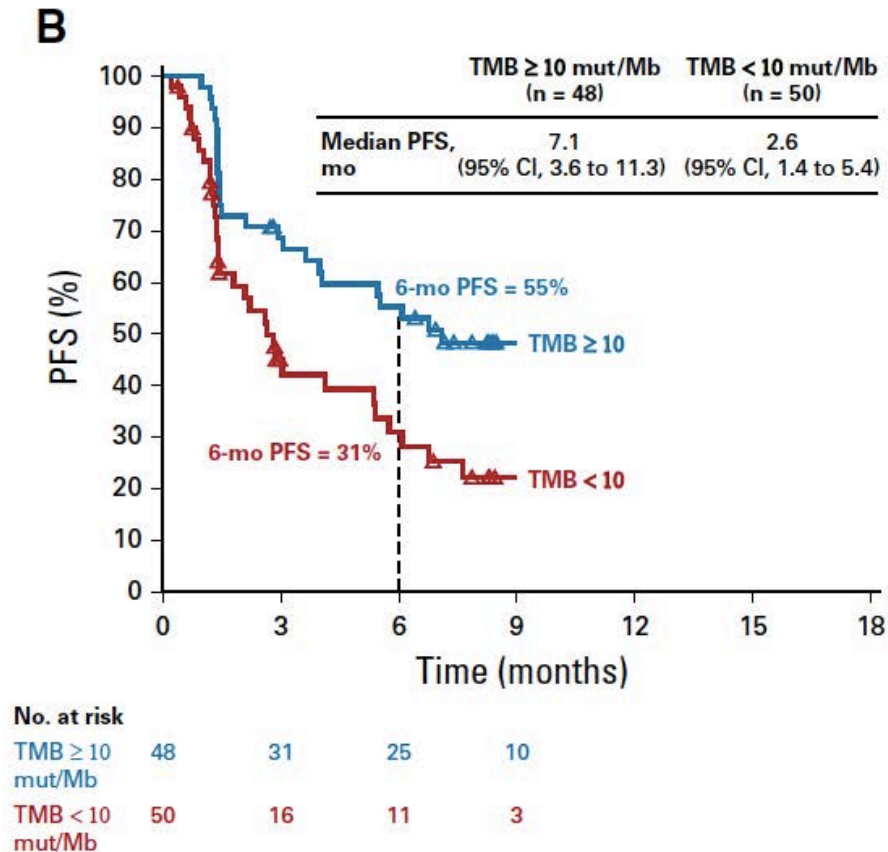 B
TMB ≥ 10 mut/Mb TMB < 10 mut/Mb
(n = 48) (n = 50)
Median PFS, 7.1 2.6
mo (95% CI, 3.6 to 11.3) (95% CI, 1.4 to 5.4)
PFS (%)
100
90
80
70
60
50
40
30
20
10
0
6-mo PFS = 55%
TMB ≥ 10
6-mo PFS = 31%
TMB < 10
0 3 6 9 12 15 18
Time (months)
No. at risk
TMB ≥ 10 48 31 25 10
mut/Mb
TMB < 10 50 16 11 3
mut/Mb